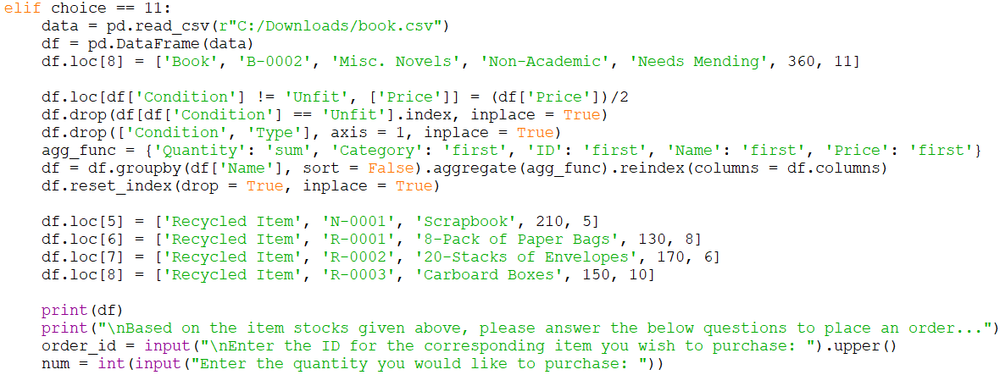 elif choice == 11:
    data = pd.read_csv(r"C:/Downloads/book.csv")
    df = pd.DataFrame(data)
    df.loc[8] = ['Book', 'B-0002', 'Misc. Novels', 'Non-Academic', 'Needs Mending', 360, 11]

    df.loc[df['Condition'] != 'Unfit', ['Price']] = (df['Price'])/2
    df.drop(df[df['Condition'] == 'Unfit'].index, inplace = True)
    df.drop(['Condition', 'Type'], axis = 1, inplace = True)
    agg_func = {'Quantity': 'sum', 'Category': 'first', 'ID': 'first', 'Name': 'first', 'Price': 'first'}
    df = df.groupby(df['Name'], sort = False).aggregate(agg_func).reindex(columns = df.columns)
    df.reset_index(drop = True, inplace = True)

    df.loc[5] = ['Recycled Item', 'N-0001', 'Scrapbook', 210, 5]
    df.loc[6] = ['Recycled Item', 'R-0001', '8-Pack of Paper Bags', 130, 8]
    df.loc[7] = ['Recycled Item', 'R-0002', '20-Stacks of Envelopes', 170, 6]
    df.loc[8] = ['Recycled Item', 'R-0003', 'Carboard Boxes', 150, 10]

    print(df)
    print("\nBased on the item stocks given above, please answer the below questions to place an order...")
    order_id = input("\nEnter the ID for the corresponding item you wish to purchase: ").upper()
    num = int(input("Enter the quantity you would like to purchase: "))